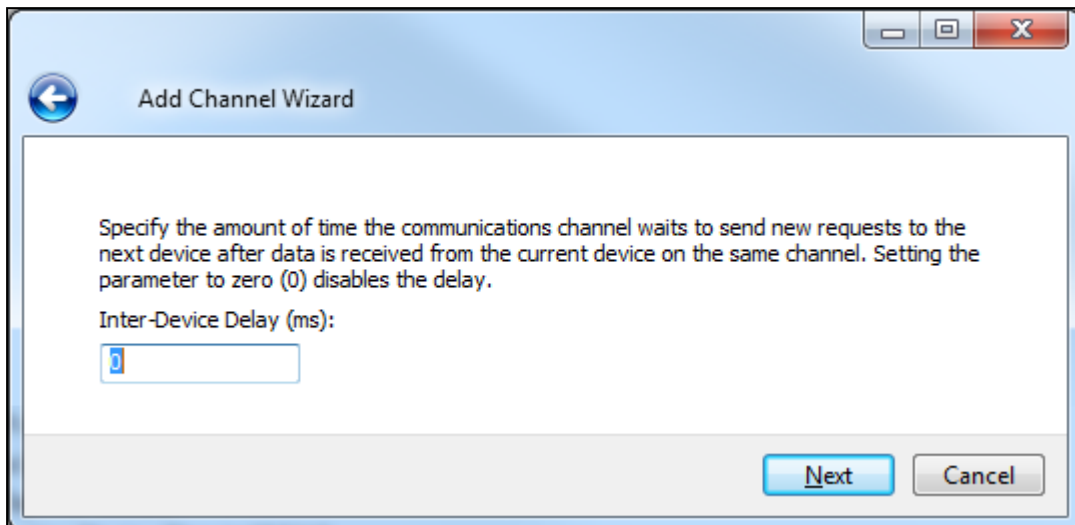 Add Channel Wizard
Specify the amount of time the communications channel waits to send new requests to the
next device after data is received from the current device on the same channel. Setting the
parameter to zero (0) disables the delay.
Inter-Device Delay (ms):
0
Next
Cancel